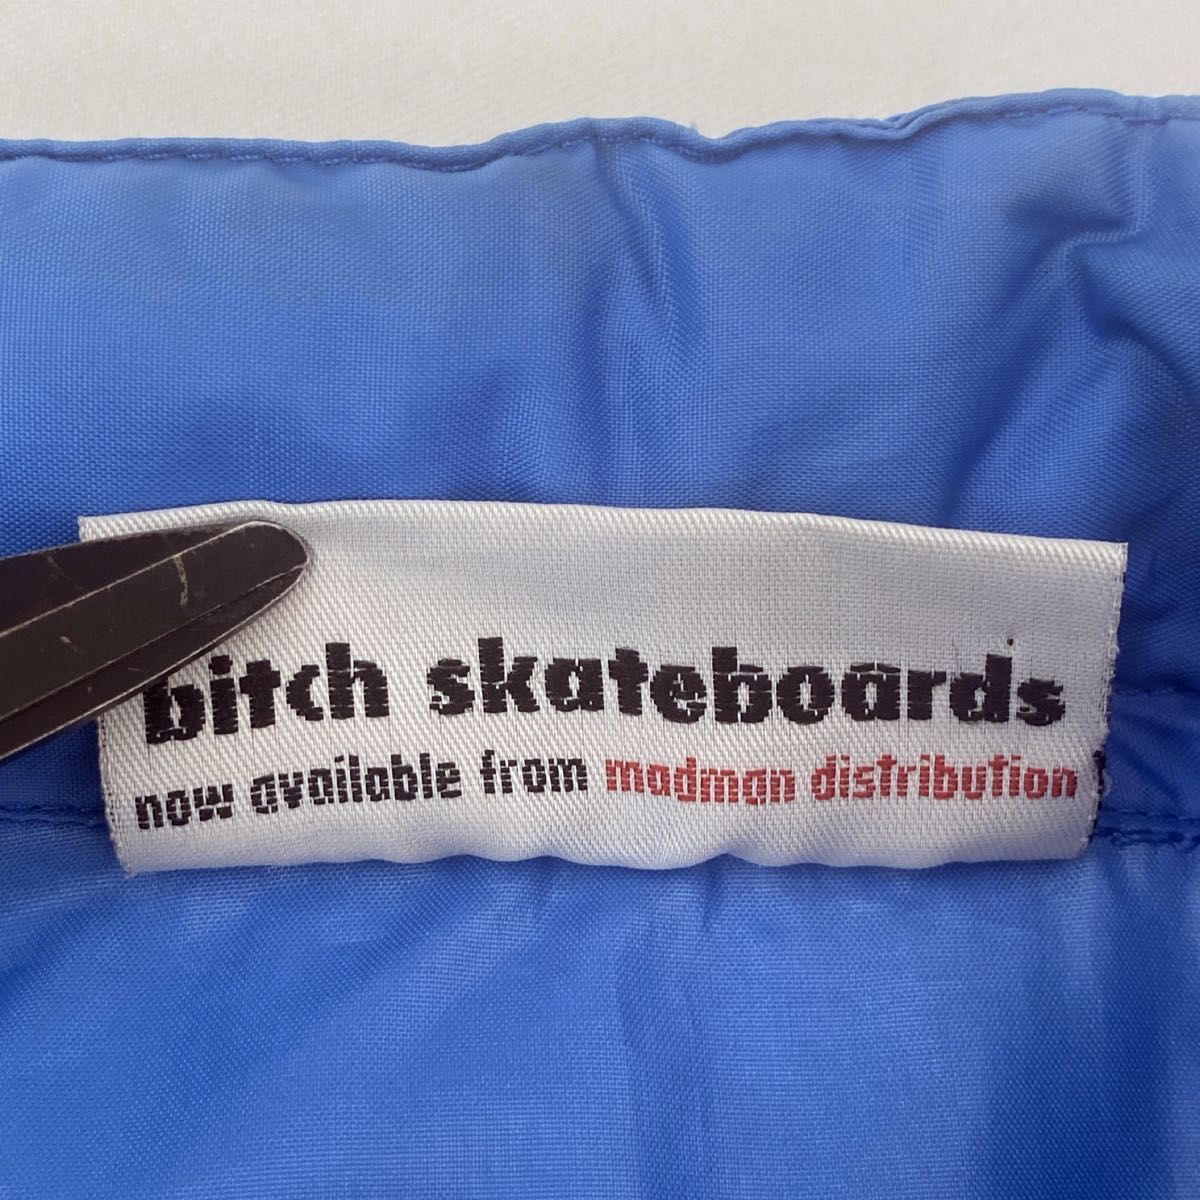 bitch skateboards
now available from madman distribution